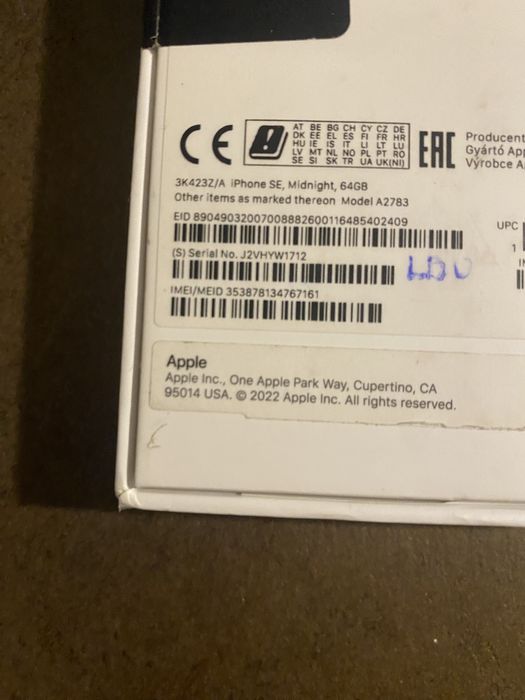 CE
AT BE BG CH CY CZ DE
DK EE EL ES FI FR HR
HU IE IS IT LI LT LU
LV MT NL NO PL PT RO
SE SI SK TR UA UK(NI)
EAC
Producent
Gyártó App
Výrobce A
3K423Z/A iPhone SE, Midnight, 64GB
Other items as marked thereon Model A2783
EID 89049032007008882600116485402409
UPC
1
(S) Serial No. J2VHYW1712
IM
LDU
IMEI/MEID 353878134767161
Apple
Apple Inc., One Apple Park Way, Cupertino, CA
95014 USA. © 2022 Apple Inc. All rights reserved.